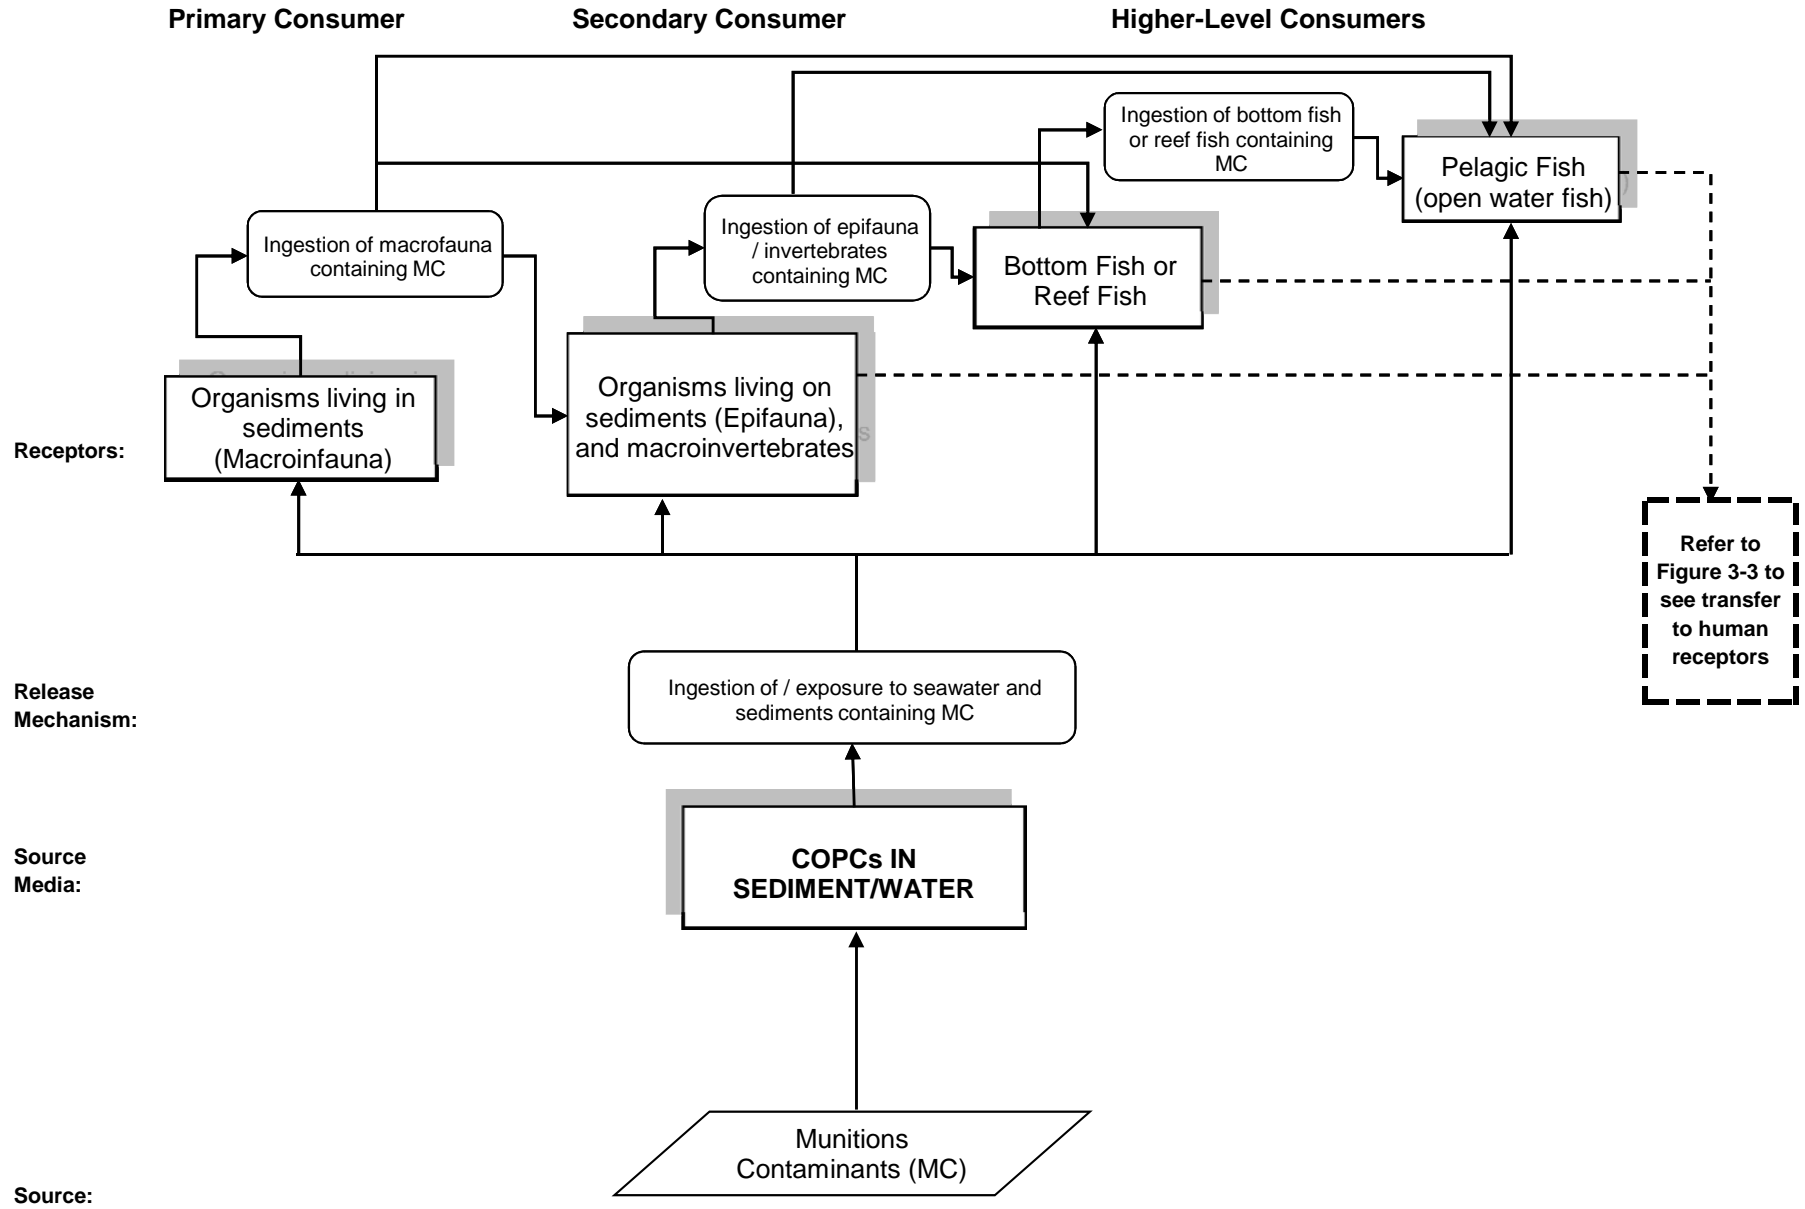 Primary Consumer
Secondary Consumer
Higher-Level Consumers
Ingestion of bottom fish
or reef fish containing
MC
Pelagic Fish
(open water fish)
Ingestion of macrofauna
containing MC
Ingestion of epifauna
/ invertebrates
containing MC
Bottom Fish or
Reef Fish
Receptors:
Organisms living in
sediments
(Macroinfauna)
Organisms living on
sediments (Epifauna),
and macroinvertebrates
Refer to
Figure 3-3 to
see transfer
to human
receptors
Release
Mechanism:
Ingestion of / exposure to seawater and
sediments containing MC
Source
Media:
COPCs IN
SEDIMENT/WATER
Munitions
Contaminants (MC)
Source: